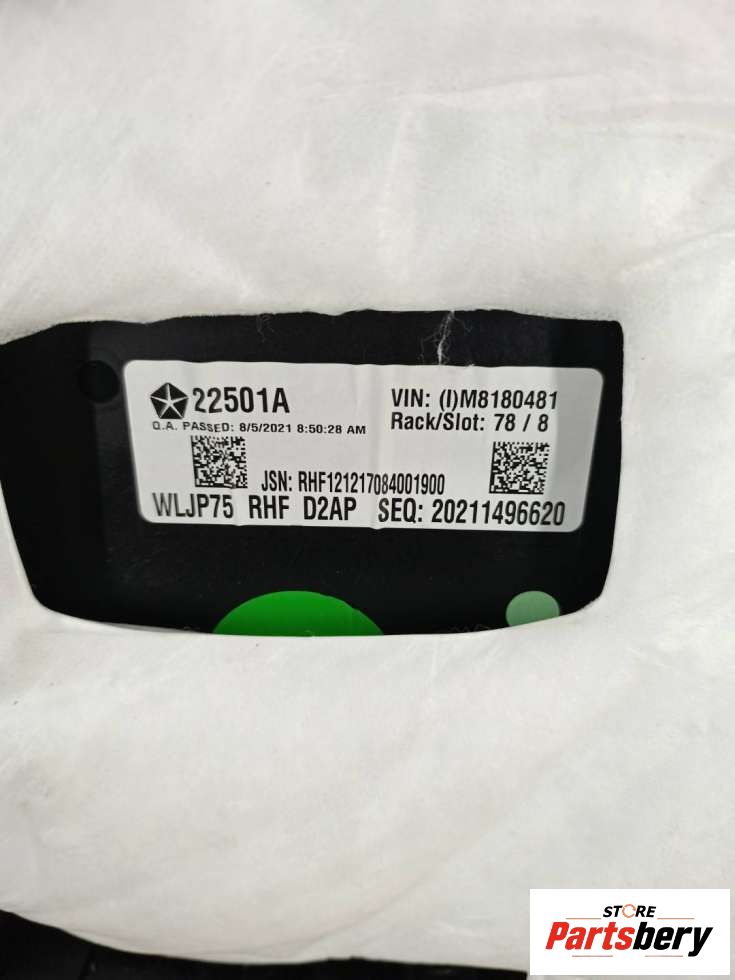 22501A
VIN: (I)M8180481
Q.A. PASSED: 8/5/2021 8:50:28 AM
Rack/Slot: 78 / 8
JSN: RHF121217084001900
WLJP75 RHF D2AP SEQ: 20211496620
STORE
Partsbery